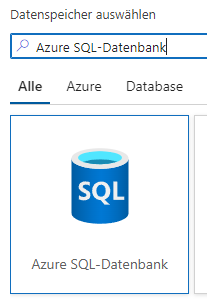 Datenspeicher auswählen
Azure SQL-Datenbank
Alle Azure Database
SQL
Azure SQL-Datenbank